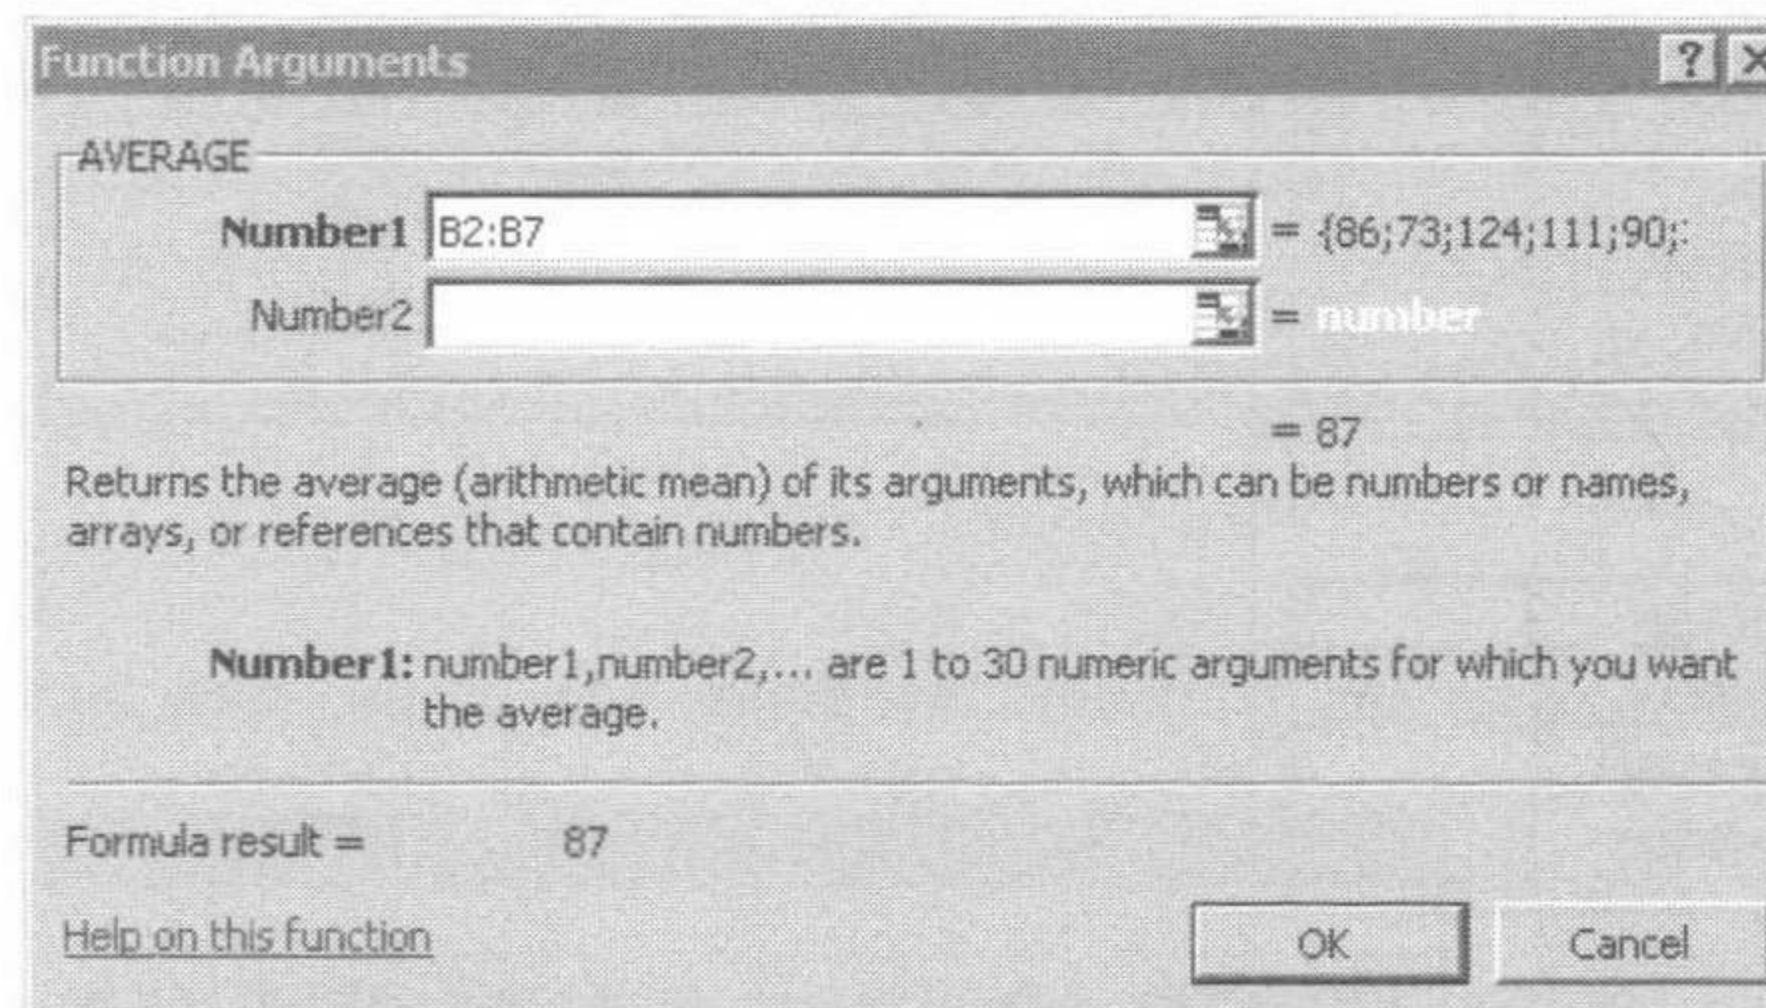 Function Arguments
? X
AVERAGE
Number1 B2:B7 = {86;73;124;111;90;
Number2 = number
= 87
Returns the average (arithmetic mean) of its arguments, which can be numbers or names,
arrays, or references that contain numbers.
Number1: number1,number2,... are 1 to 30 numeric arguments for which you want
the average.
Formula result = 87
Help on this function
OK Cancel